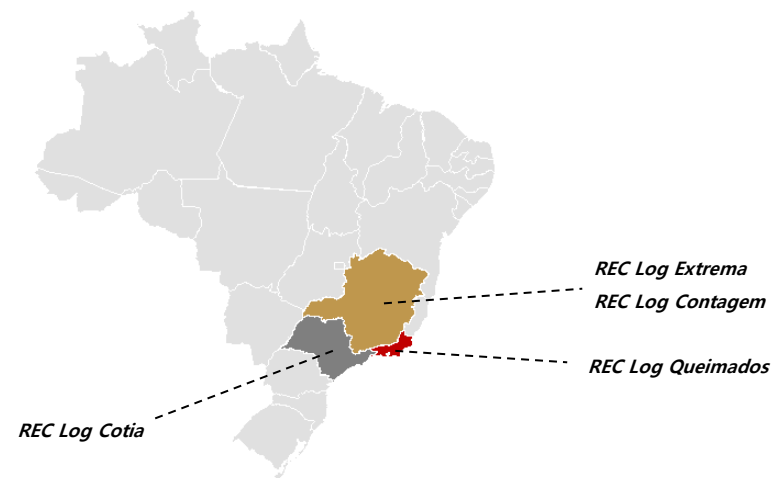 REC Log Extrema
REC Log Contagem
REC Log Queimados
REC Log Cotia